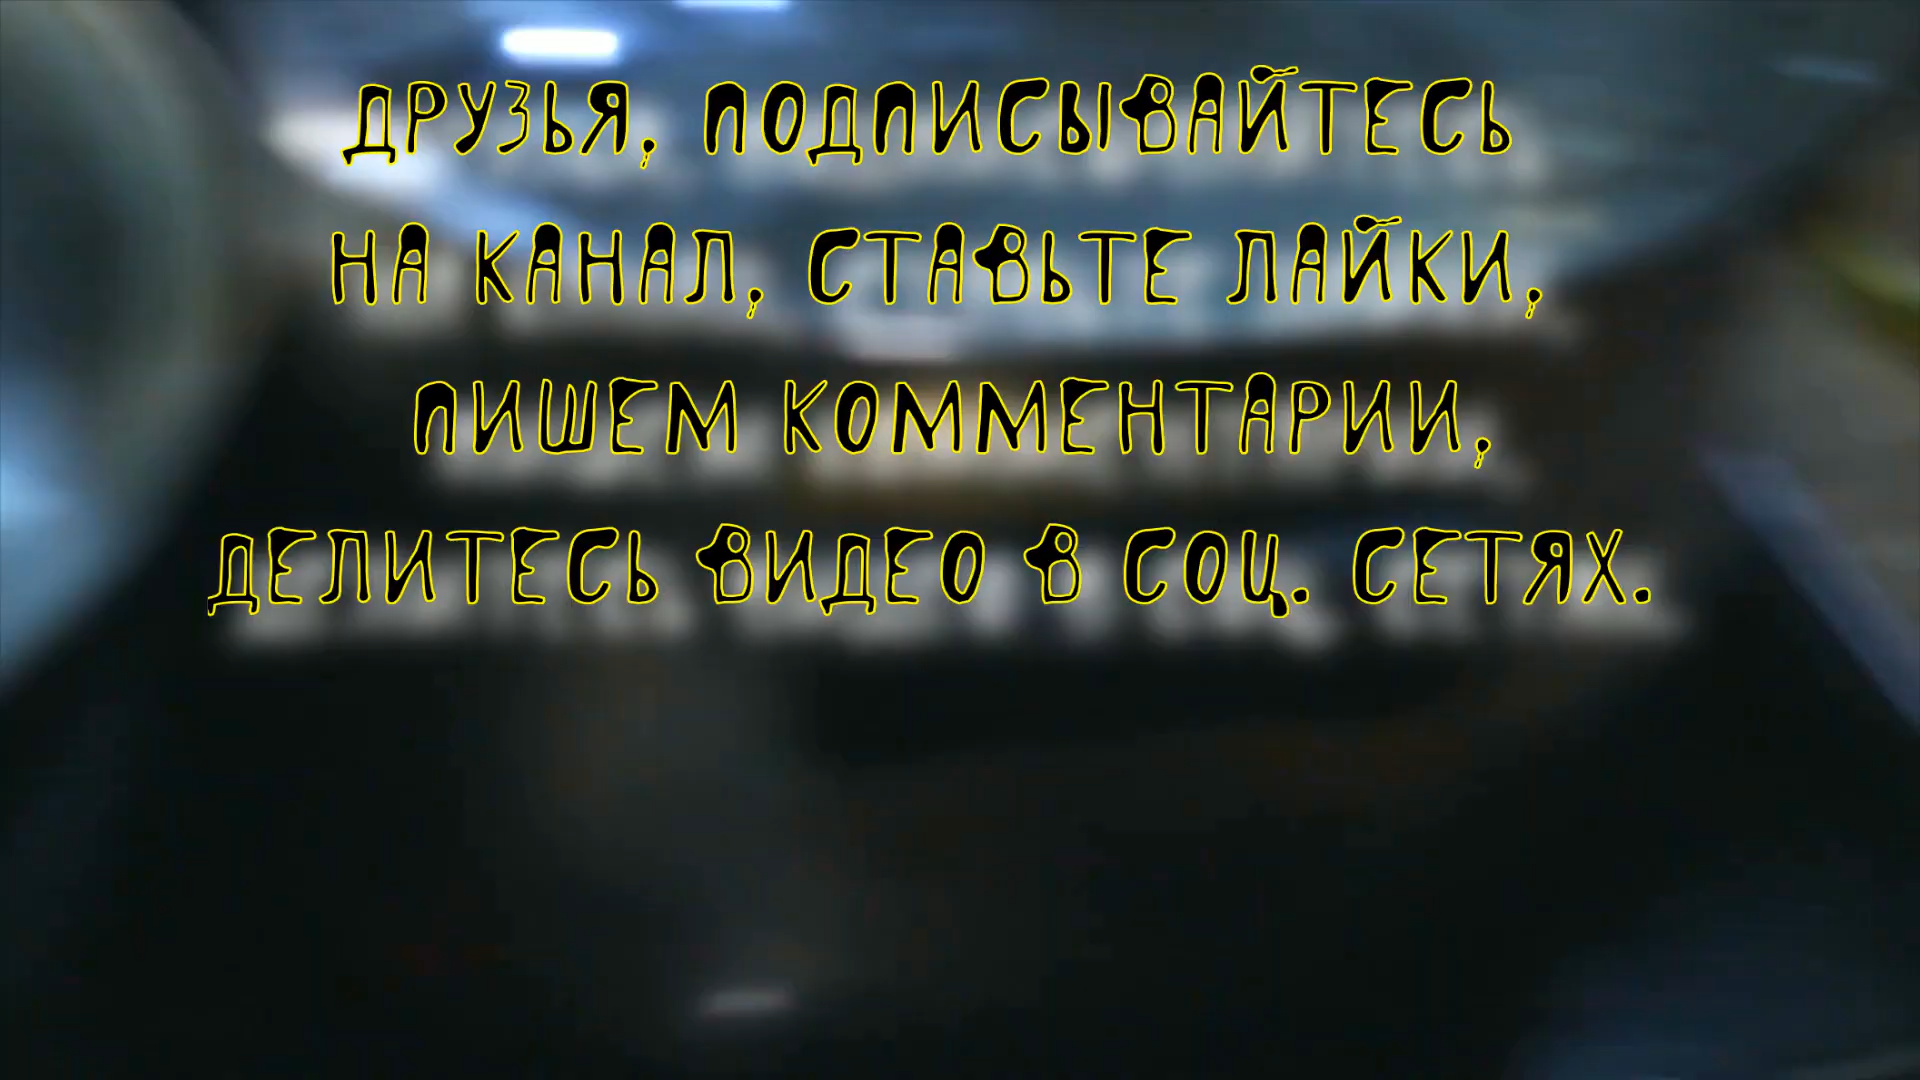 ДРУЗЬЯ, ПОДПИСЫВАЙТЕСЬ
НА КАНАЛ, СТАВЬТЕ ЛАЙКИ,
ПИШЕМ КОММЕНТАРИИ,
ДЕЛИТЕСЬ ВИДЕО В СОЦ. СЕТЯХ.